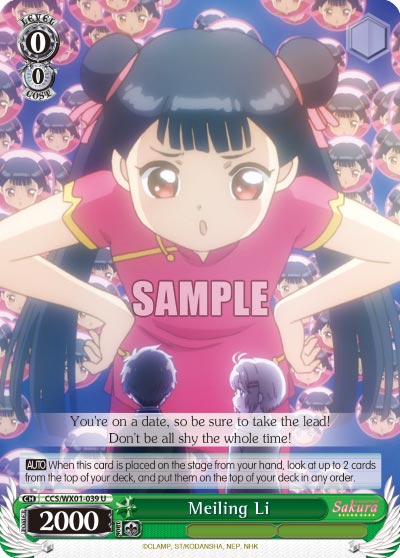 LEVEL
0
0
COST
SAMPLE
You're on a date, so be sure to take the lead!
Don't be all shy the whole time!
AUTO When this card is placed on the stage from your hand, look at up to 2 cards
from the top of your deck, and put them on top of your deck in any order.
CH CCS/WX01-039 U
POWER 2000
Meiling Li
Sakura
©CLAMP, ST/KODANSHA, NEP, NHK